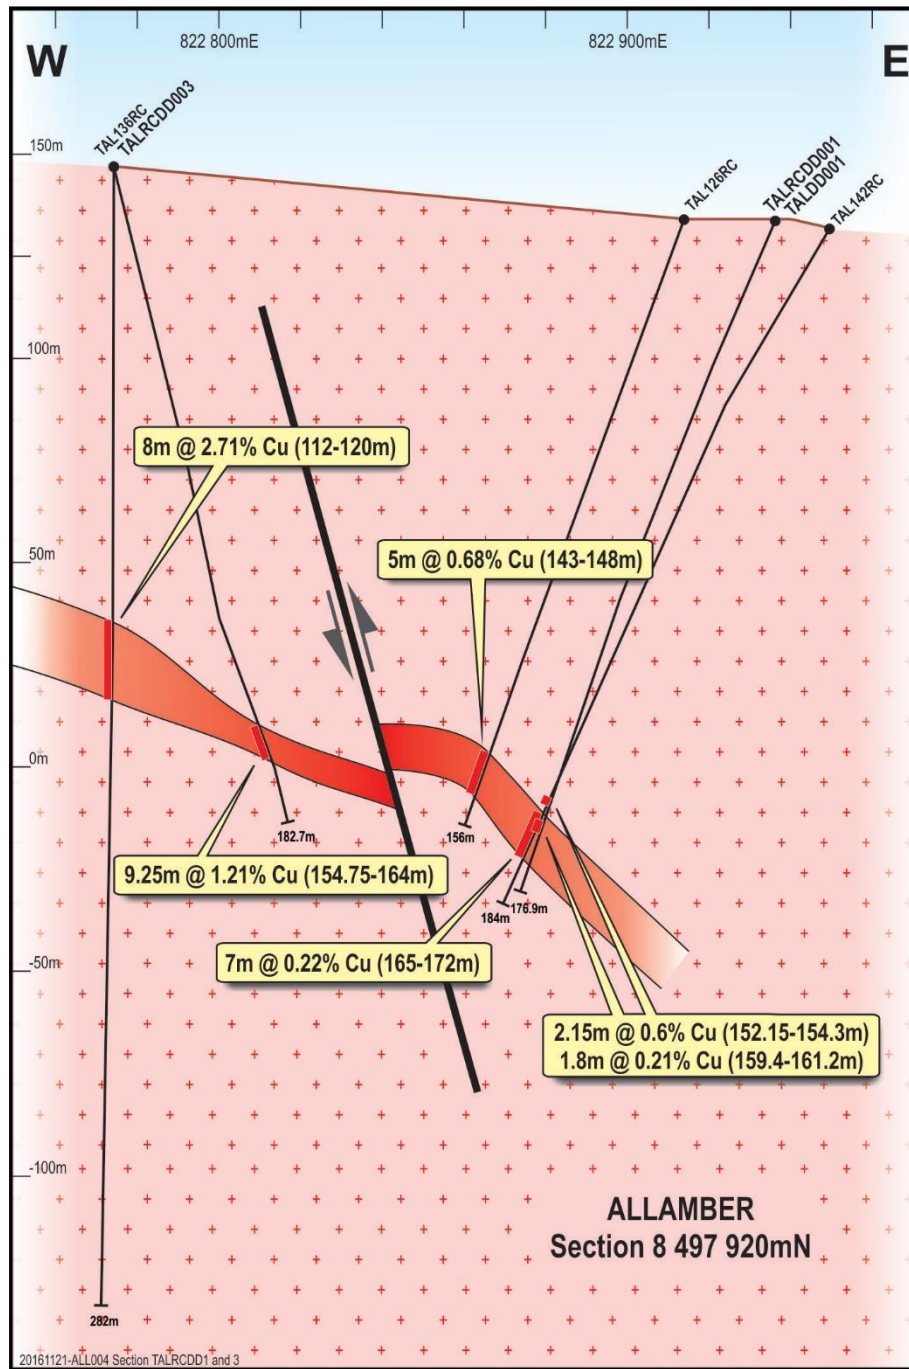 822 800mE
822 900mE
W
E
TAL136RC
TALRCDD003
TAL126RC
TALRCDD001
TALDD001
TAL142RC
150m
100m
50m
0m
-50m
-100m
8m @ 2.71% Cu (112-120m)
5m @ 0.68% Cu (143-148m)
182.7m
156m
9.25m @ 1.21% Cu (154.75-164m)
176.9m
184m
7m @ 0.22% Cu (165-172m)
2.15m @ 0.6% Cu (152.15-154.3m)
1.8m @ 0.21% Cu (159.4-161.2m)
ALLAMBER
Section 8 497 920mN
282m
20161121-ALL004 Section TALRCDD1 and 3